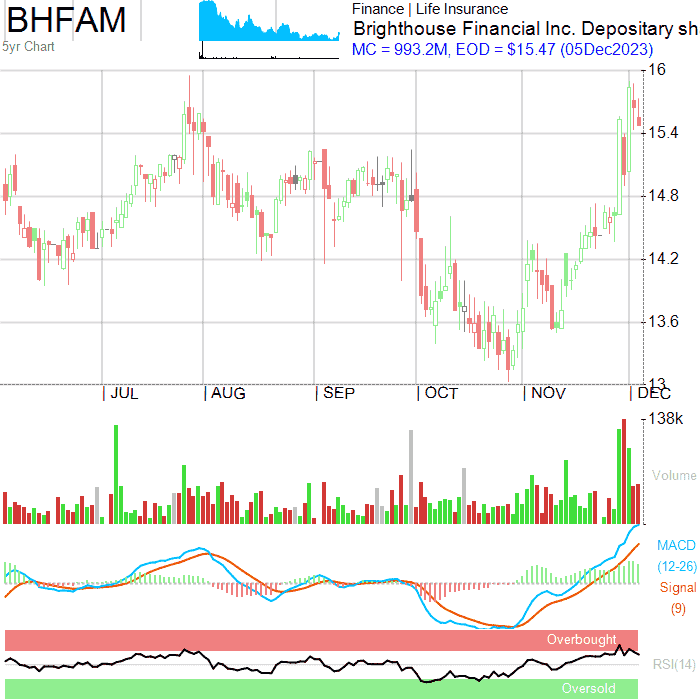 BHFAM
5yr Chart
Finance | Life Insurance
Brighthouse Financial Inc. Depositary sh
MC = 993.2M, EOD = $15.47 (05Dec2023)
16
15.4
14.8
14.2
13.6
13
| JUL | AUG | SEP | OCT | NOV | DEC
138k
Volume
MACD
(12-26)
Signal
(9)
Overbought
RSI(14)
Oversold